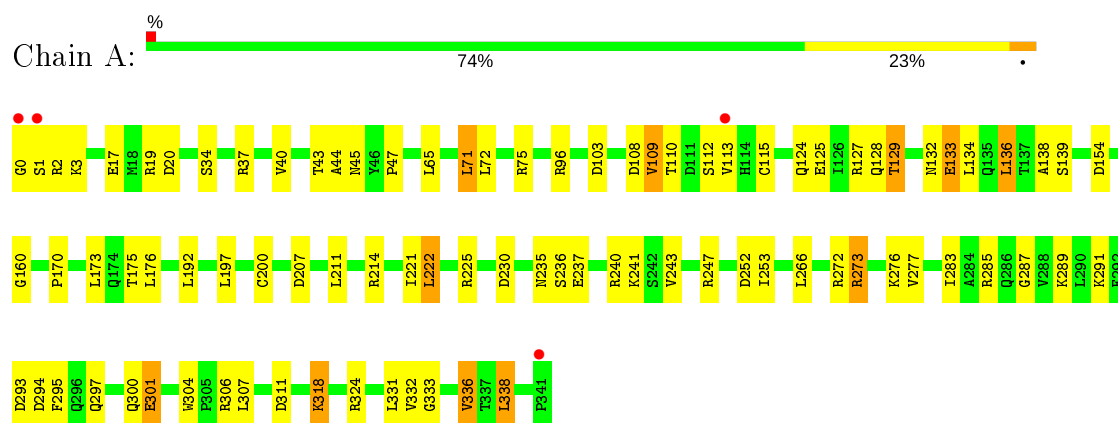 %
Chain A:
74% 23% •
G0 S1 R2 K3 E17 M18 R19 D20 S34 R37 V40 T43 A44 N45 Y46 P47 L65 L71 L72 R75 R96 D103 D108 V109 T110 D111 S112 V113 H114 C115 Q124 E125 I126 R127 Q128 T129 N132 E133 L134 Q135 L136 T137 A138 S139 D154
G160 P170 L173 Q174 T175 L176 L192 L197 C200 D207 L211 R214 I221 L222 R225 D230 N235 S236 E237 R240 K241 S242 V243 R247 D252 I253 L266 R272 R273 K276 V277 I283 A284 R285 Q286 G287 V288 K289 L290 K291
D293 D294 F295 Q296 Q297 Q300 E301 W304 P305 R306 L307 D311 K318 R324 L331 V332 G333 V336 T337 L338 P341